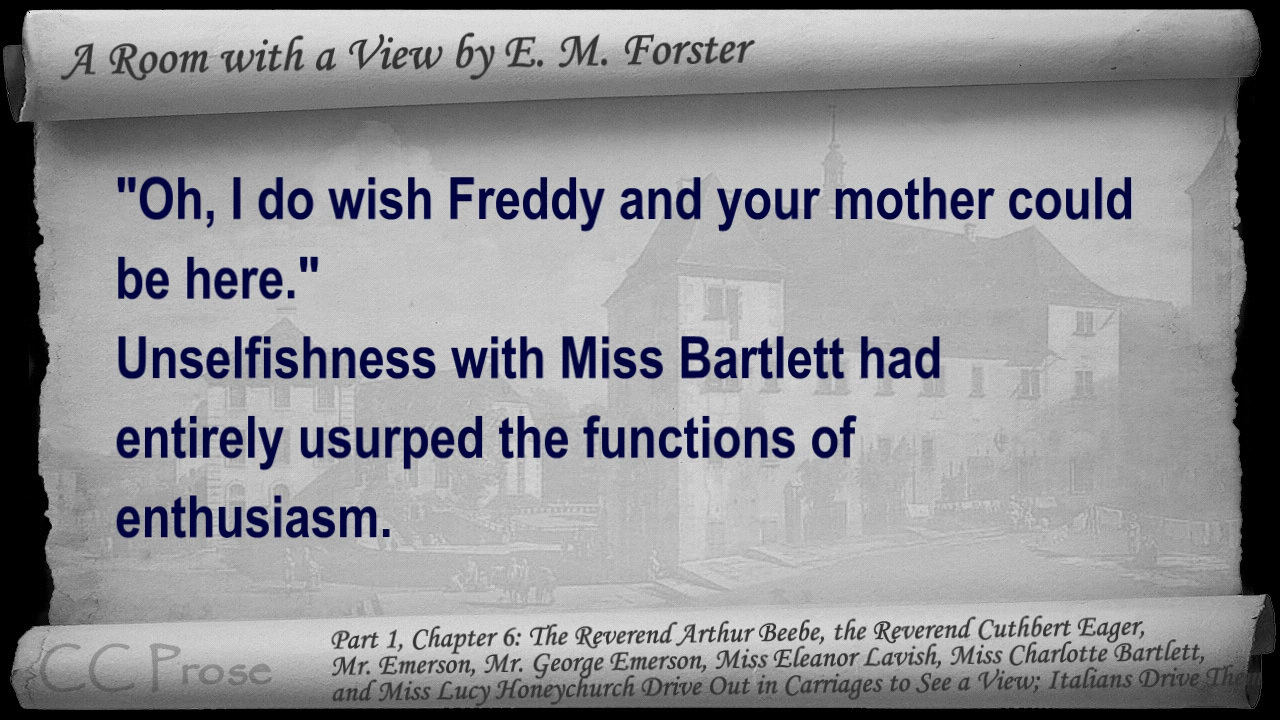 A Room with a View by E. M. Forster
"Oh, I do wish Freddy and your mother could
be here."
Unselfishness with Miss Bartlett had
entirely usurped the functions of
enthusiasm.
CC Prose
Part 1, Chapter 6: The Reverend Arthur Beebe, the Reverend Cuthbert Eager,
Mr. Emerson, Mr. George Emerson, Miss Eleanor Lavish, Miss Charlotte Bartlett,
and Miss Lucy Honeychurch Drive Out in Carriages to See a View; Italians Drive